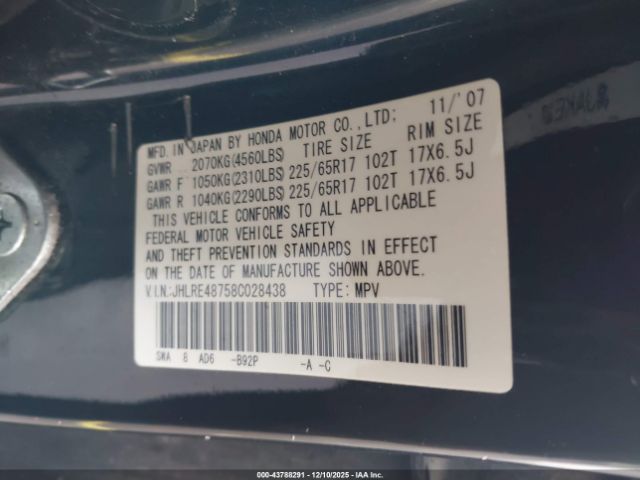 MFD. IN JAPAN BY HONDA MOTOR CO.,LTD; 11/'07
GVWR 2070KG(4560LBS) TIRE SIZE RIM SIZE
GAWR F 1050KG(2310LBS) 225/65R17 102T 17X6.5J
GAWR R 1040KG(2290LBS) 225/65R17 102T 17X6.5J
THIS VEHICLE CONFORMS TO ALL APPLICABLE
FEDERAL MOTOR VEHICLE SAFETY
AND THEFT PREVENTION STANDARDS IN EFFECT
ON THE DATE OF MANUFACTURE SHOWN ABOVE.
V.I.N.:JHLRE48758C028438 TYPE: MPV
SWA 8 AD6 -B92P -A -C
000-43788291 - 12/10/2025 - IAAI.com